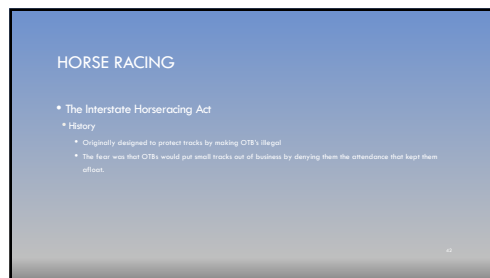 HORSE RACING
• The Interstate Horseracing Act
• History
• Originally designed to protect tracks by making OTB's illegal
• The fear was that OTBs would put small tracks out of business by denying them the attendance that kept them
afloat.